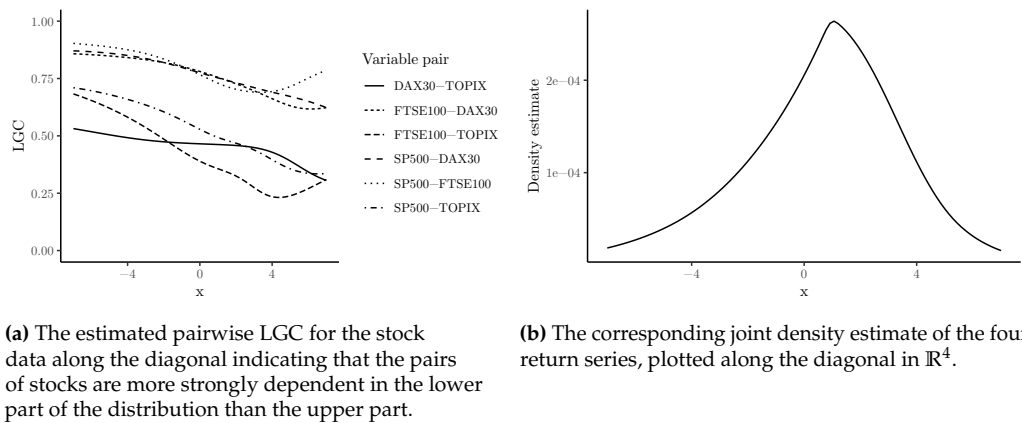 1.00
0.75
0.50
0.25
0.00
LGC
−4
0
4
x
Variable pair
DAX30−TOPIX
FTSE100−DAX30
FTSE100−TOPIX
SP500−DAX30
SP500−FTSE100
SP500−TOPIX
Density estimate
2e−04
1e−04
−4
0
4
x
(a) The estimated pairwise LGC for the stock
data along the diagonal indicating that the pairs
of stocks are more strongly dependent in the lower
part of the distribution than the upper part.
(b) The corresponding joint density estimate of the four
return series, plotted along the diagonal in ℝ⁴.